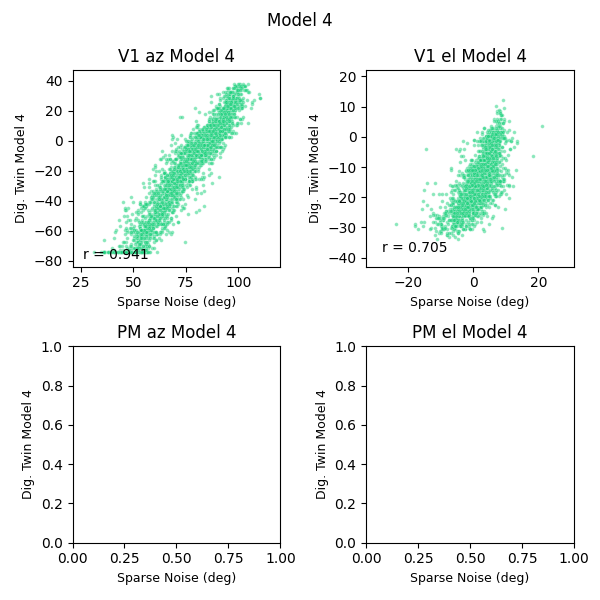 Model 4
V1 az Model 4
V1 el Model 4
40
20
0
−20
−40
−60
−80
Dig. Twin Model 4
r = 0.941
25
50
75
100
Sparse Noise (deg)
20
10
0
−10
−20
−30
−40
Dig. Twin Model 4
r = 0.705
−20
0
20
Sparse Noise (deg)
PM az Model 4
PM el Model 4
1.0
0.8
0.6
0.4
0.2
0.0
Dig. Twin Model 4
0.00
0.25
0.50
0.75
1.00
Sparse Noise (deg)
1.0
0.8
0.6
0.4
0.2
0.0
Dig. Twin Model 4
0.00
0.25
0.50
0.75
1.00
Sparse Noise (deg)